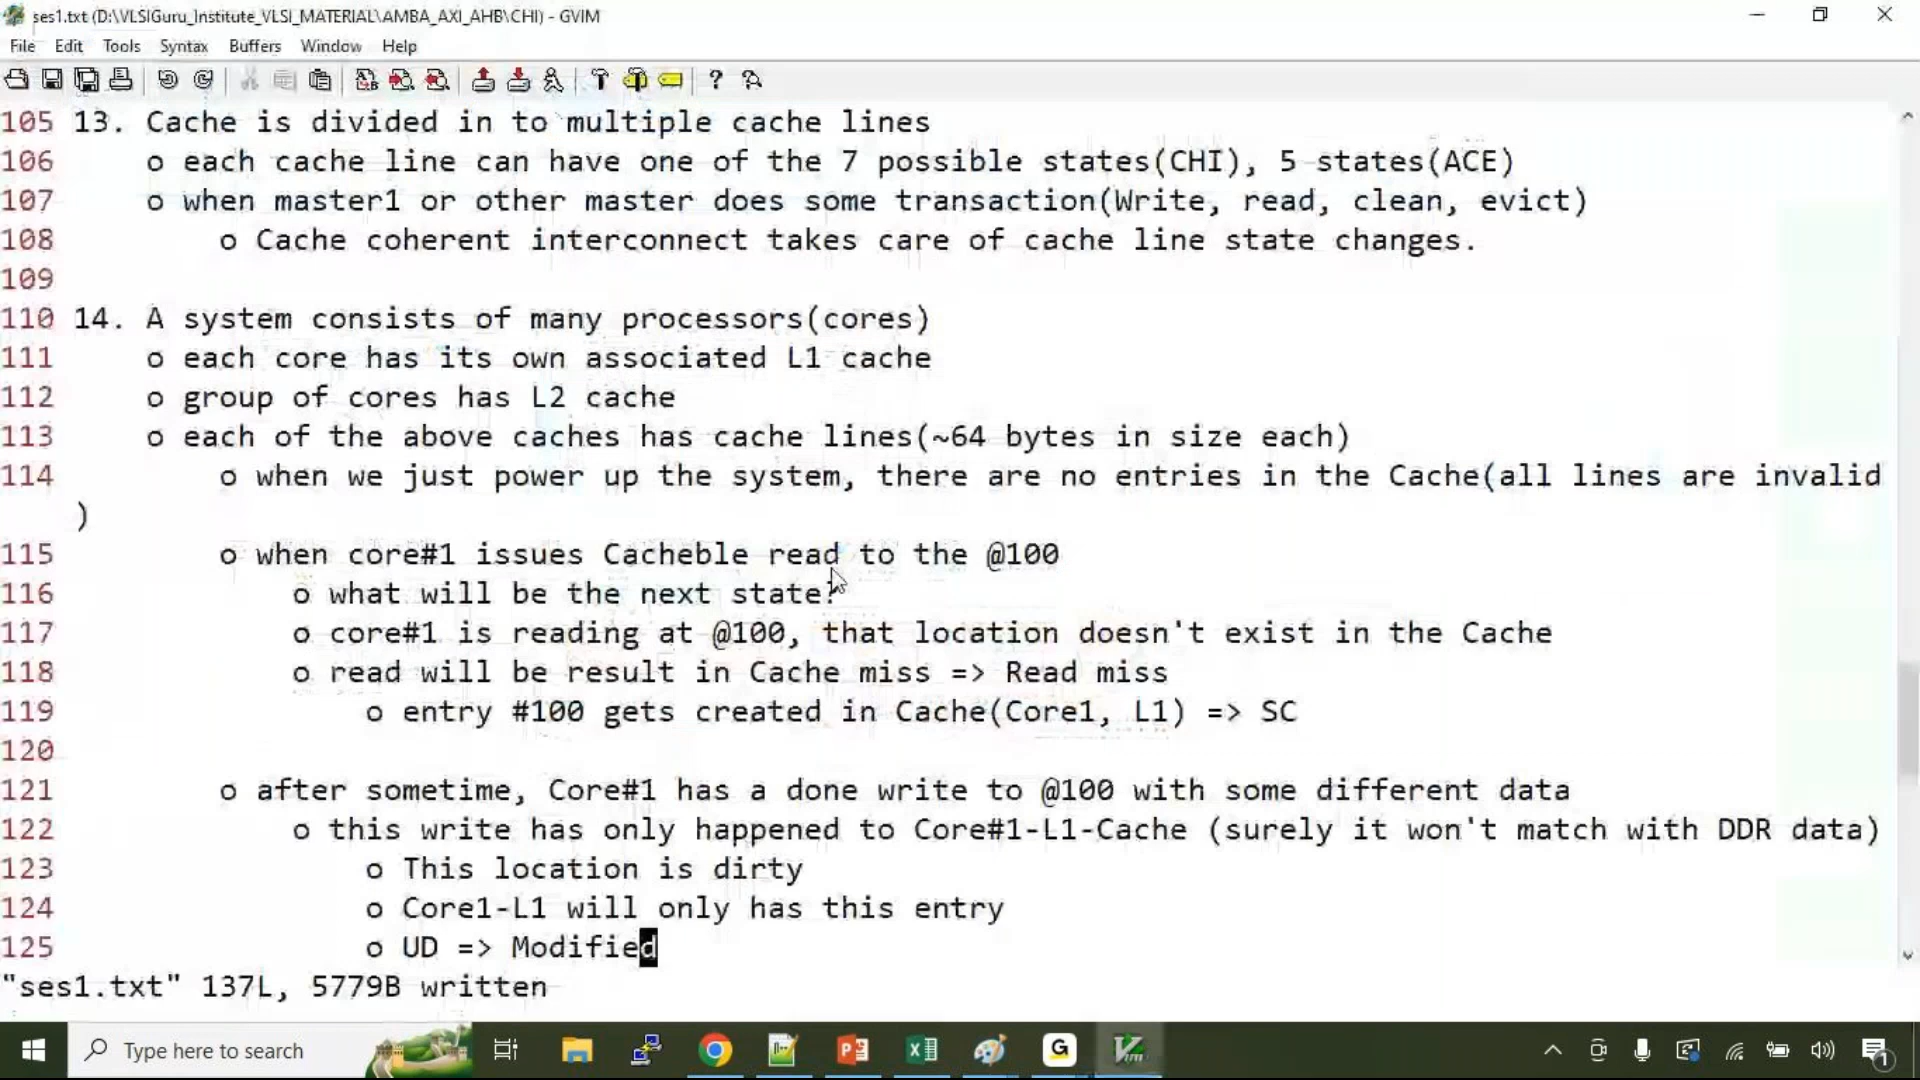 ses1.txt (D:\VLSIGuru_Institute_VLSI_MATERIAL\AMBA_AXI_AHB\CHI) - GVIM
File Edit Tools Syntax Buffers Window Help
105 13. Cache is divided in to multiple cache lines
106 o each cache line can have one of the 7 possible states(CHI), 5 states(ACE)
107 o when master1 or other master does some transaction(Write, read, clean, evict)
108 o Cache coherent interconnect takes care of cache line state changes.
109
110 14. A system consists of many processors(cores)
111 o each core has its own associated L1 cache
112 o group of cores has L2 cache
113 o each of the above caches has cache lines(~64 bytes in size each)
114 o when we just power up the system, there are no entries in the Cache(all lines are invalid
)
115 o when core#1 issues Cacheble read to the @100
116 o what will be the next state?
117 o core#1 is reading at @100, that location doesn't exist in the Cache
118 o read will be result in Cache miss => Read miss
119 o entry #100 gets created in Cache(Core1, L1) => SC
120
121 o after sometime, Core#1 has a done write to @100 with some different data
122 o this write has only happened to Core#1-L1-Cache (surely it won't match with DDR data)
123 o This location is dirty
124 o Core1-L1 will only has this entry
125 o UD => Modified
"ses1.txt" 137L, 5779B written
Type here to search